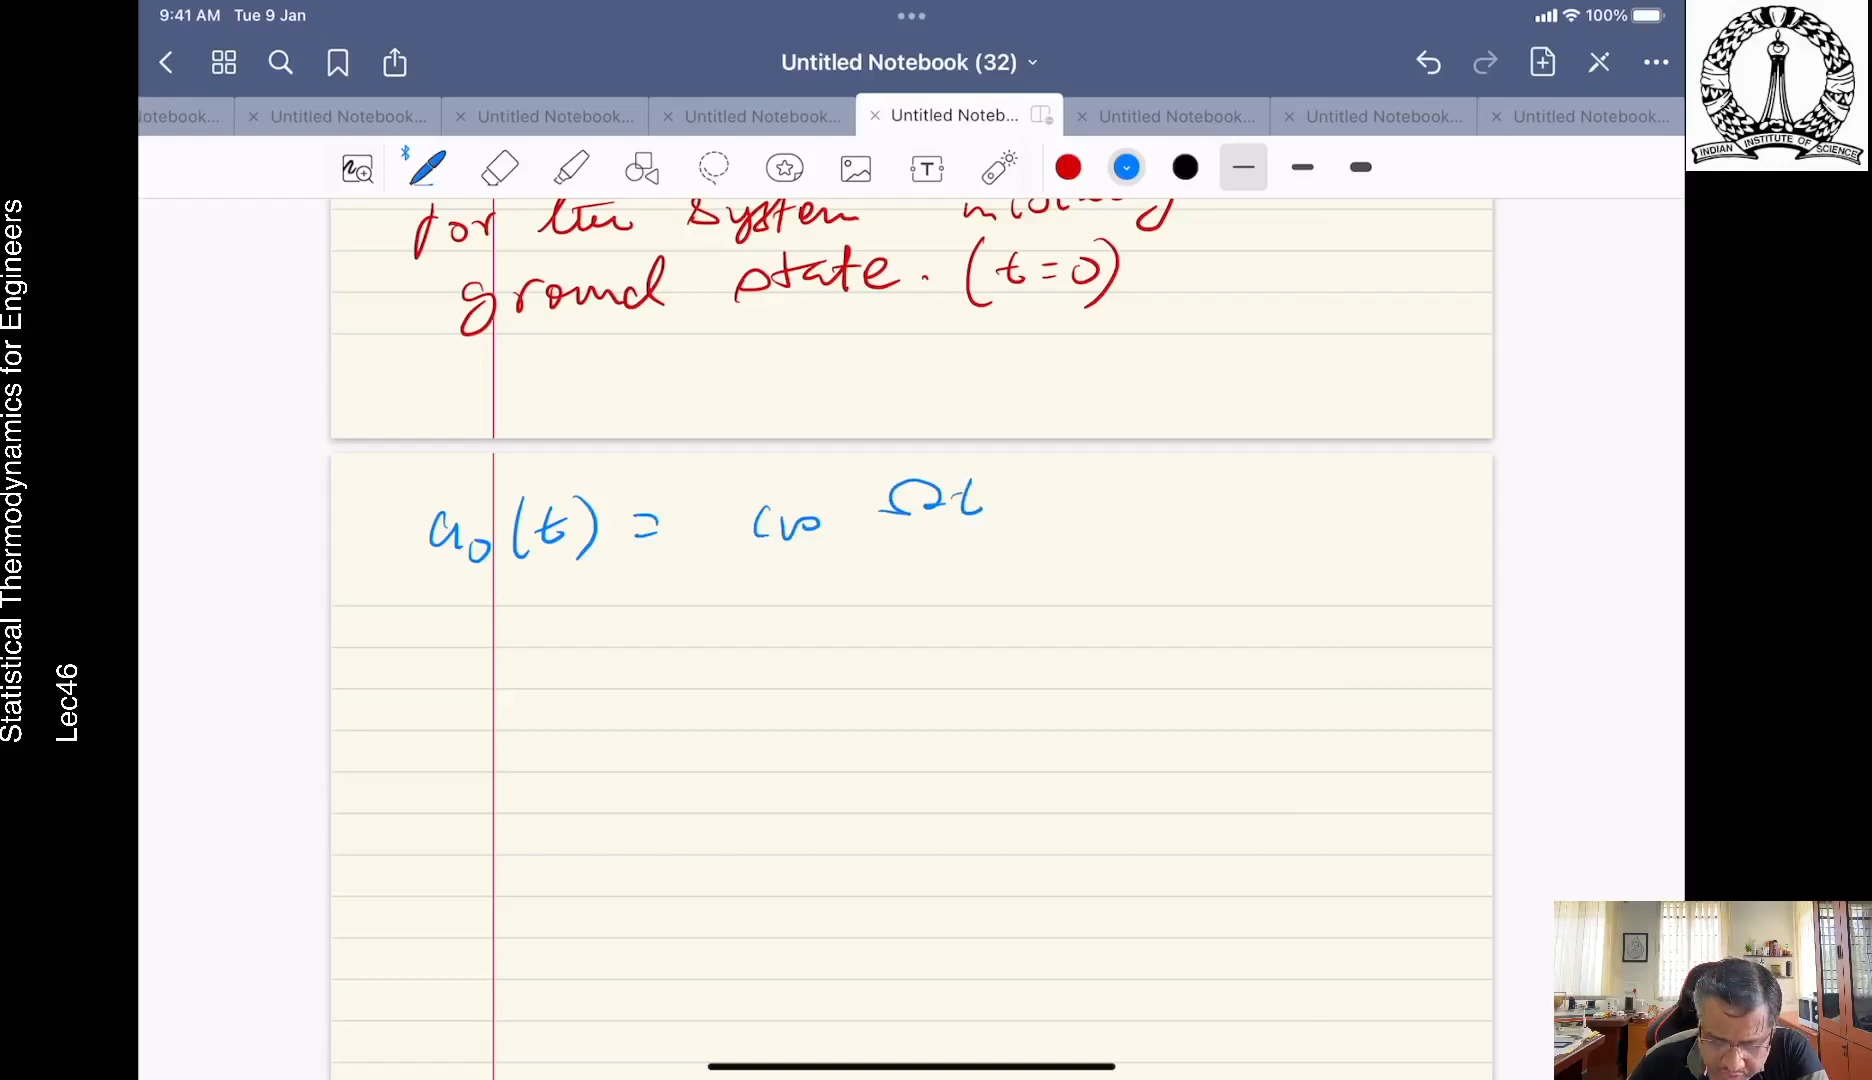 9:41 AM Tue 9 Jan
100%
Untitled Notebook (32)
otebook...
Untitled Notebook...
Untitled Notebook...
Untitled Notebook...
Untitled Noteb...
Untitled Notebook...
Untitled Notebook...
Untitled Notebook...
T
INDIAN INSTITUTE OF SCIENCE
Statistical Thermodynamics for Engineers
Lec46
for the system
ground state. (t=0)
a₀(t) = cos Ωt